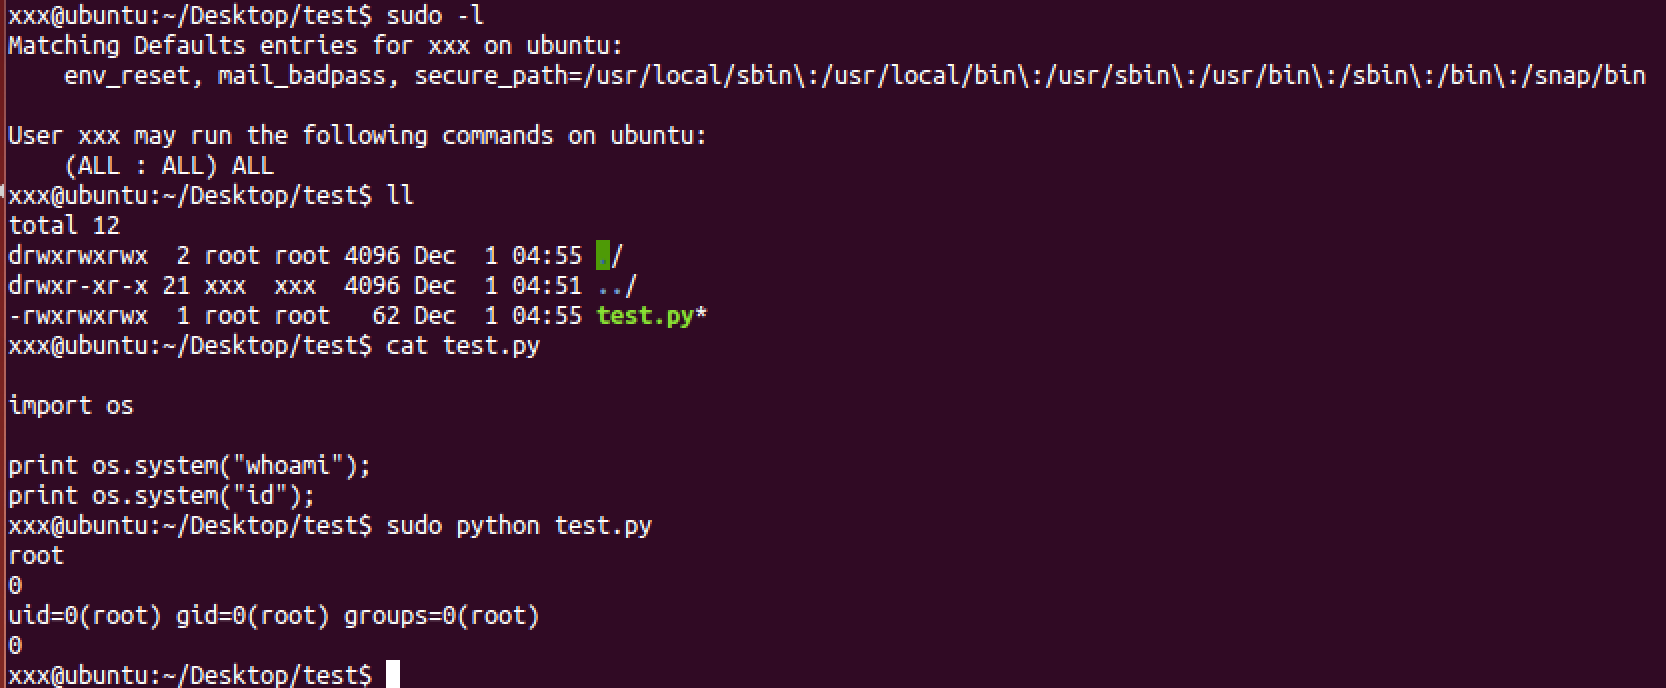 xxx@ubuntu:~/Desktop/test$ sudo -l
Matching Defaults entries for xxx on ubuntu:
    env_reset, mail_badpass, secure_path=/usr/local/sbin\:/usr/local/bin\:/usr/sbin\:/usr/bin\:/sbin\:/bin\:/snap/bin

User xxx may run the following commands on ubuntu:
    (ALL : ALL) ALL
xxx@ubuntu:~/Desktop/test$ ll
total 12
drwxrwxrwx  2 root root 4096 Dec  1 04:55 ./
drwxr-xr-x 21 xxx  xxx  4096 Dec  1 04:51 ../
-rwxrwxrwx  1 root root   62 Dec  1 04:55 test.py*
xxx@ubuntu:~/Desktop/test$ cat test.py

import os

print os.system("whoami");
print os.system("id");
xxx@ubuntu:~/Desktop/test$ sudo python test.py
root
0
uid=0(root) gid=0(root) groups=0(root)
0
xxx@ubuntu:~/Desktop/test$